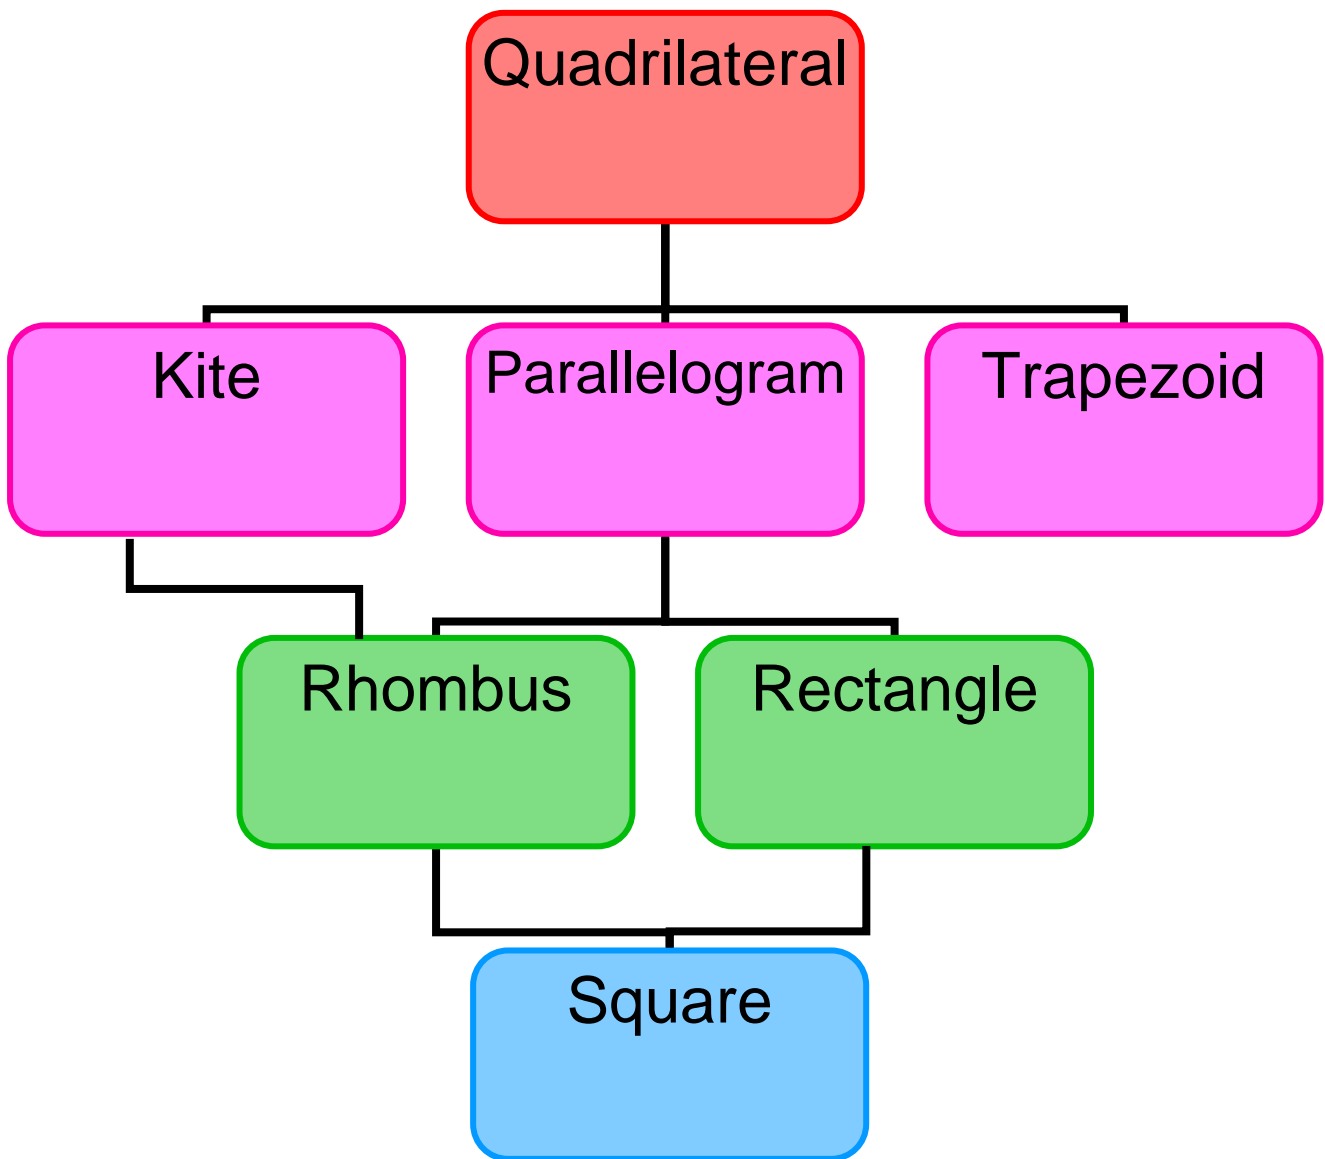 Quadrilateral
Kite
Parallelogram
Trapezoid
Rhombus
Rectangle
Square